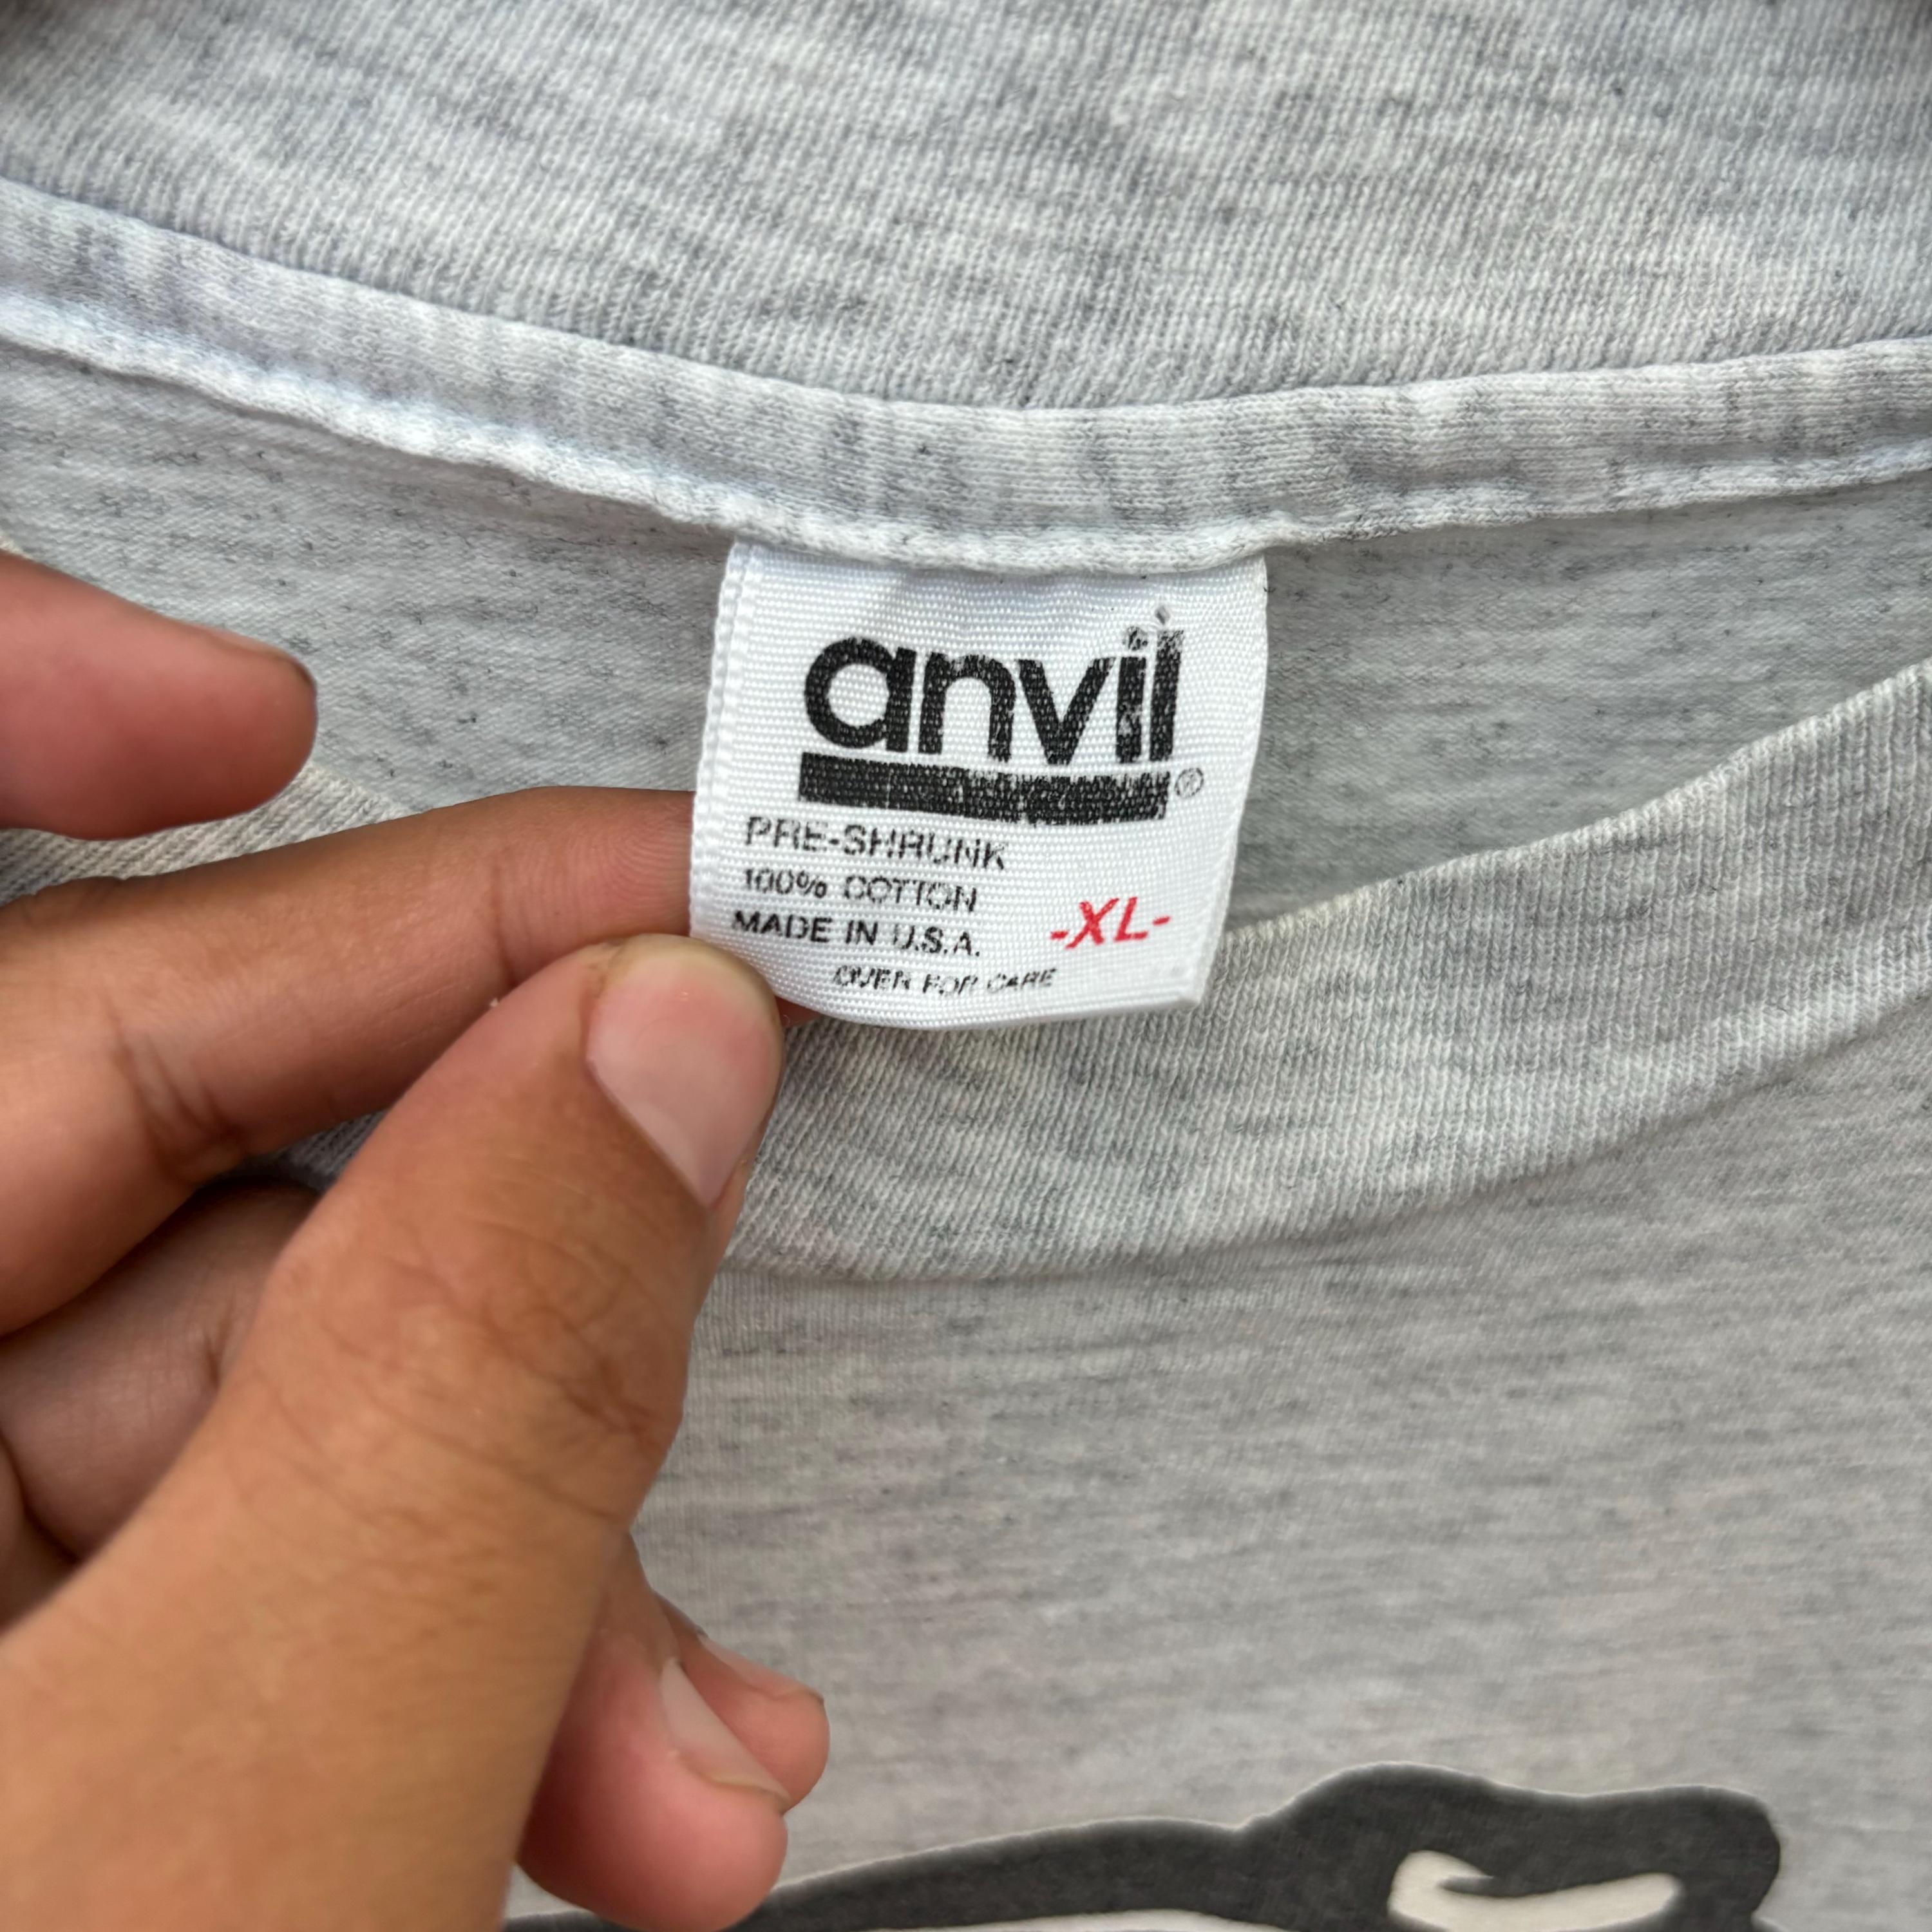 anvil®
PRE-SHRUNK
100% COTTON
MADE IN U.S.A.
-XL-
OVER FOR CARE